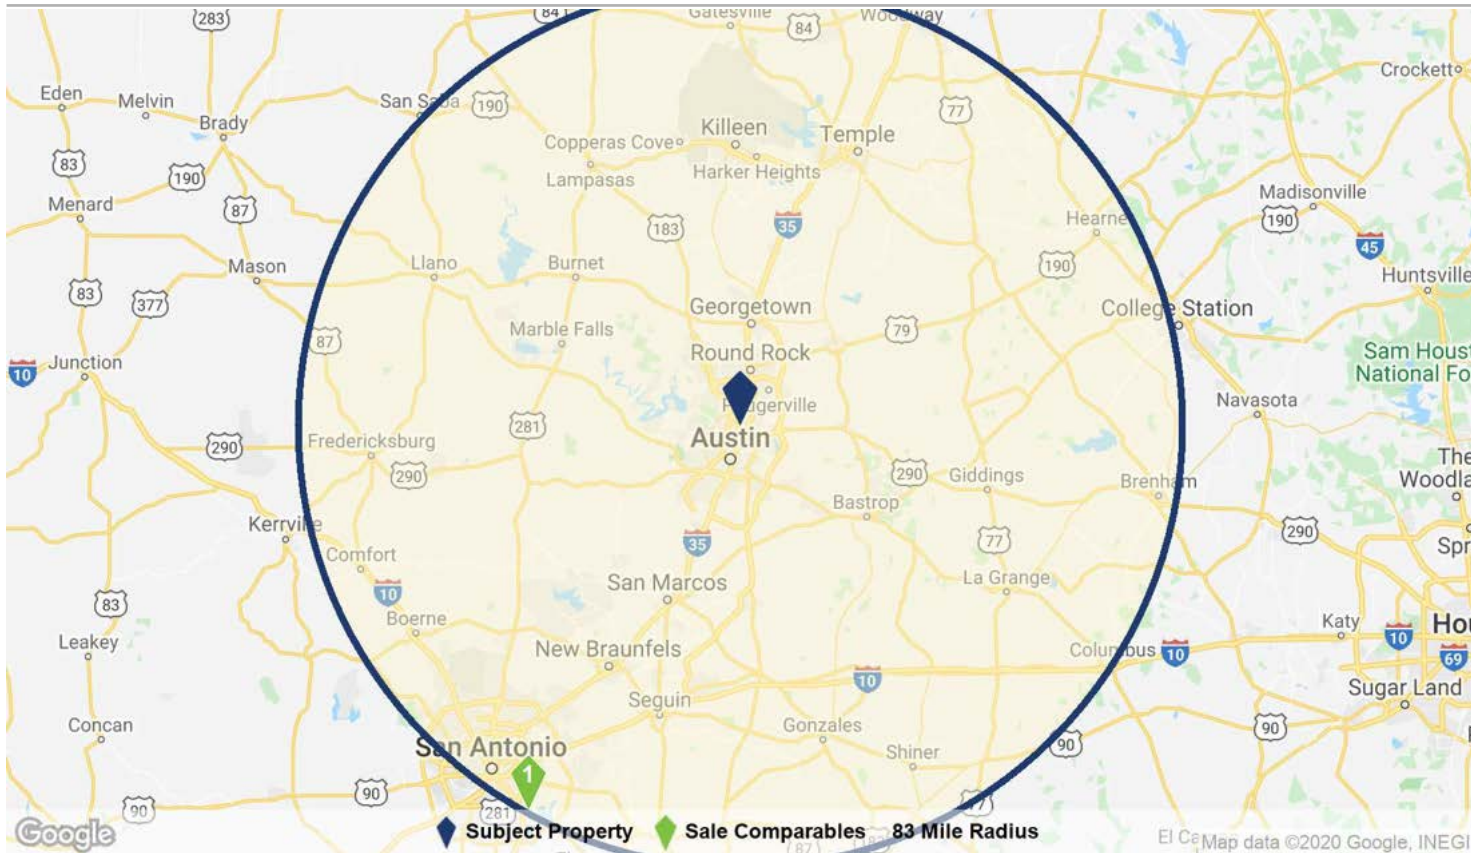 283
84
Gatesville
Woodway
84
Crockett
Eden
Melvin
San Saba
190
77
Brady
Killeen
Temple
Copperas Cove
83
Harker Heights
Lampasas
190
Madisonville
Menard
87
183
35
Hearne
190
45
Mason
Llano
Burnet
190
Huntsville
83
377
Georgetown
College Station
Marble Falls
79
87
Round Rock
Sam Houst
National Fo
10
Junction
Navasota
281
Austin
Fredericksburg
290
290
290
Giddings
The
Woodla
Brenham
Bastrop
Kerrville
290
35
77
Spr
Comfort
San Marcos
La Grange
10
83
Boerne
Katy
Hou
10
Leakey
New Braunfels
Columbus
10
69
10
Seguin
Sugar Land
Concan
Gonzales
90
San Antonio
Shiner
90
1
90
90
281
77
Subject Property
Sale Comparables
83 Mile Radius
Google
87
El Ca
Map data ©2020 Google, INEGI